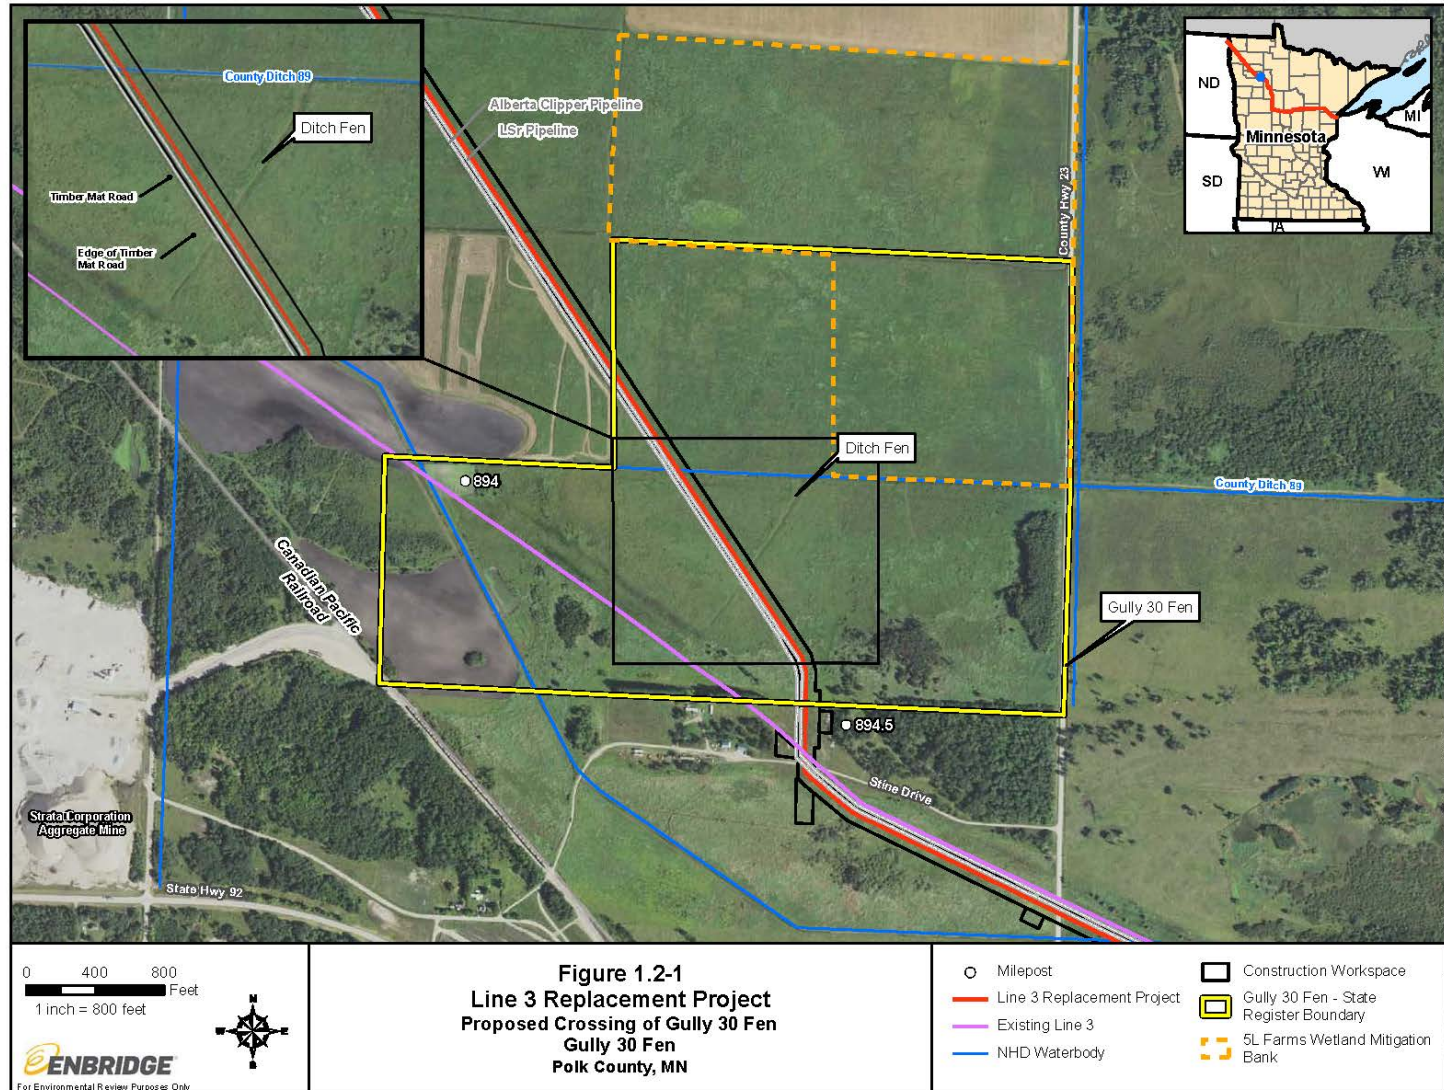 County Ditch 89
Ditch Fen
Timber Mat Road
Edge of Timber
Mat Road
Alberta Clipper Pipeline
LSr Pipeline
County Hwy 23
ND
SD
Minnesota
WI
MI
IA
Ditch Fen
894
County Ditch 89
Canadian Pacific
Railroad
Gully 30 Fen
894.5
Stine Drive
Strata Corporation
Aggregate Mine
State Hwy 92
0 400 800
Feet
1 inch = 800 feet
N
W E
S
ENBRIDGE®
For Environmental Review Purposes Only
Figure 1.2-1
Line 3 Replacement Project
Proposed Crossing of Gully 30 Fen
Gully 30 Fen
Polk County, MN
Milepost
Line 3 Replacement Project
Existing Line 3
NHD Waterbody
Construction Workspace
Gully 30 Fen - State
Register Boundary
5L Farms Wetland Mitigation
Bank